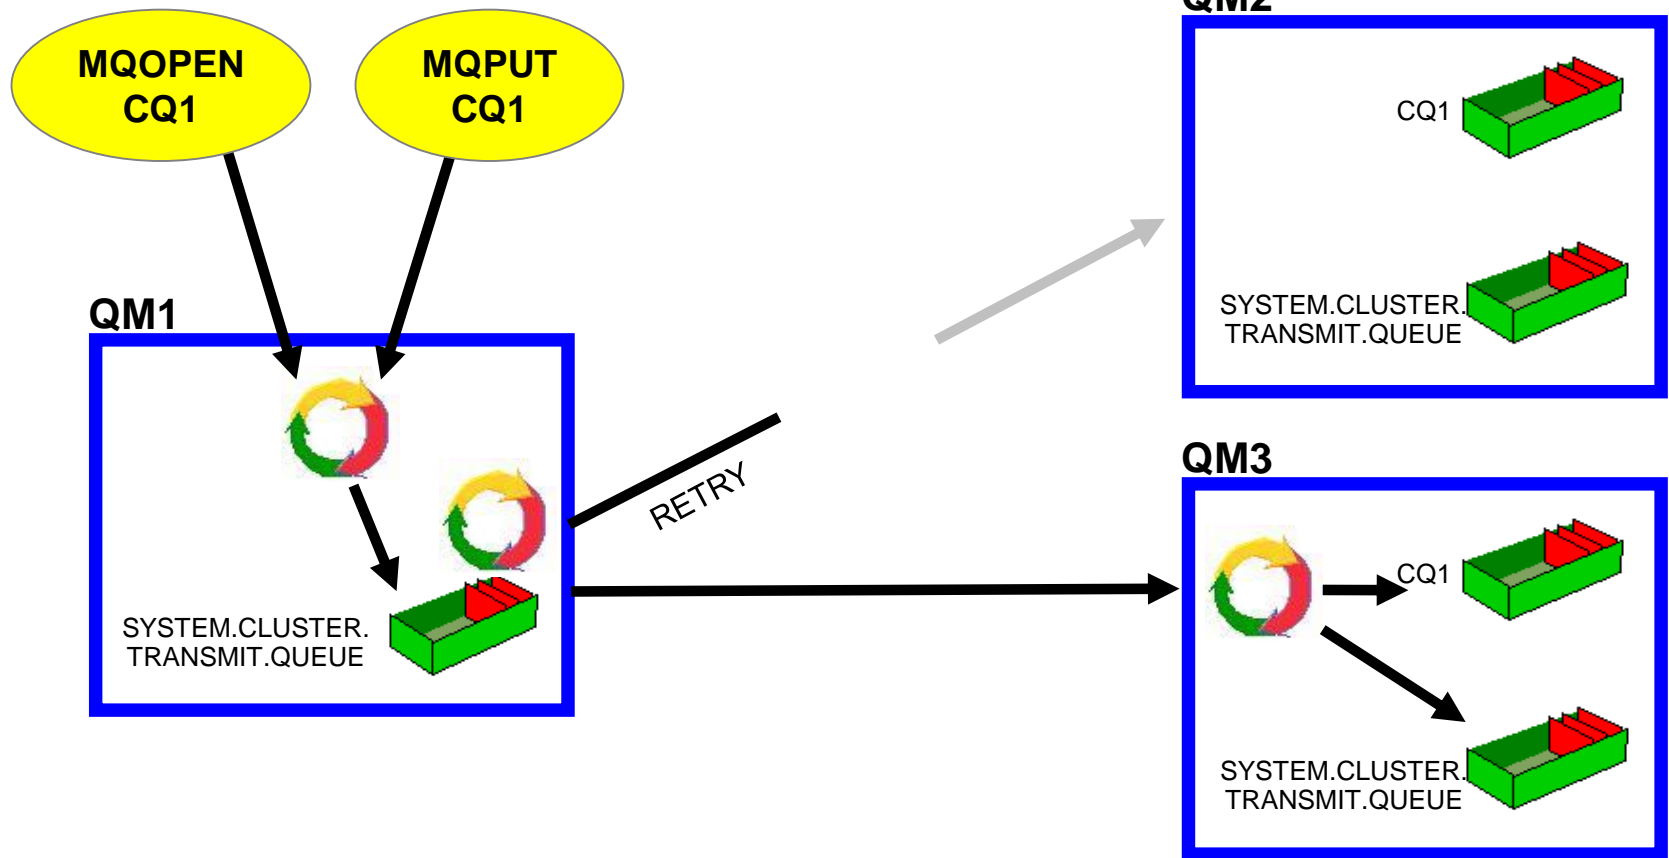 MQOPEN
CQ1
MQPUT
CQ1
QM2
CQ1
SYSTEM.CLUSTER.
TRANSMIT.QUEUE
QM1
RETRY
SYSTEM.CLUSTER.
TRANSMIT.QUEUE
QM3
CQ1
SYSTEM.CLUSTER.
TRANSMIT.QUEUE